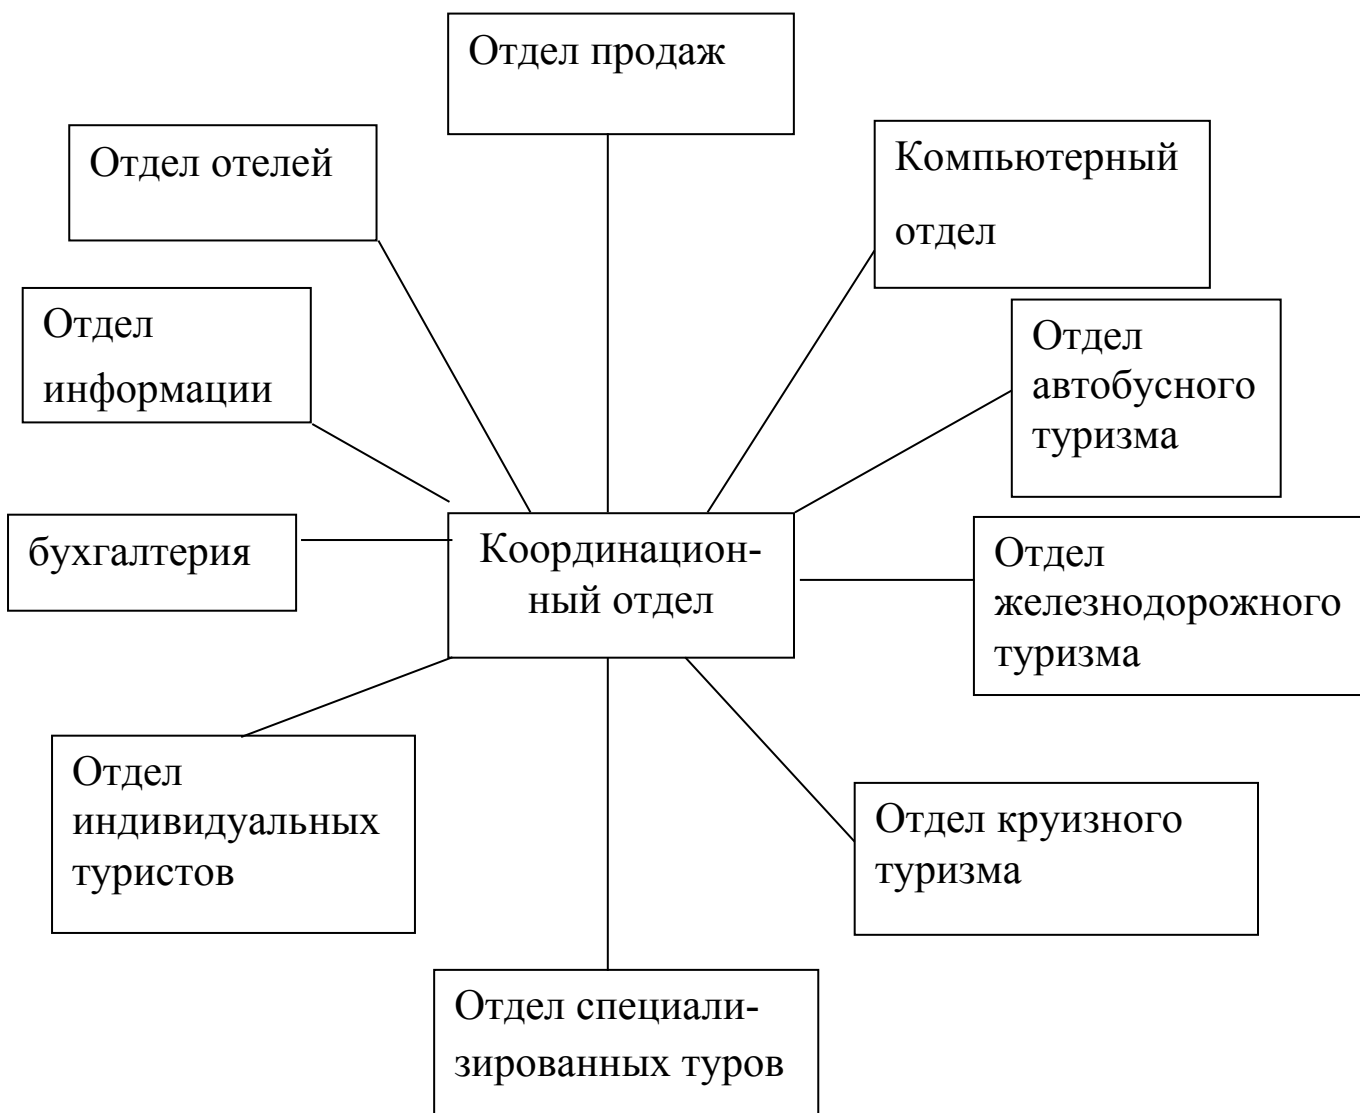 Отдел продаж
Отдел отелей
Компьютерный
отдел
Отдел
информации
Отдел
автобусного
туризма
бухгалтерия
Координацион-
ный отдел
Отдел
железнодорожного
туризма
Отдел
индивидуальных
туристов
Отдел круизного
туризма
Отдел специали-
зированных туров